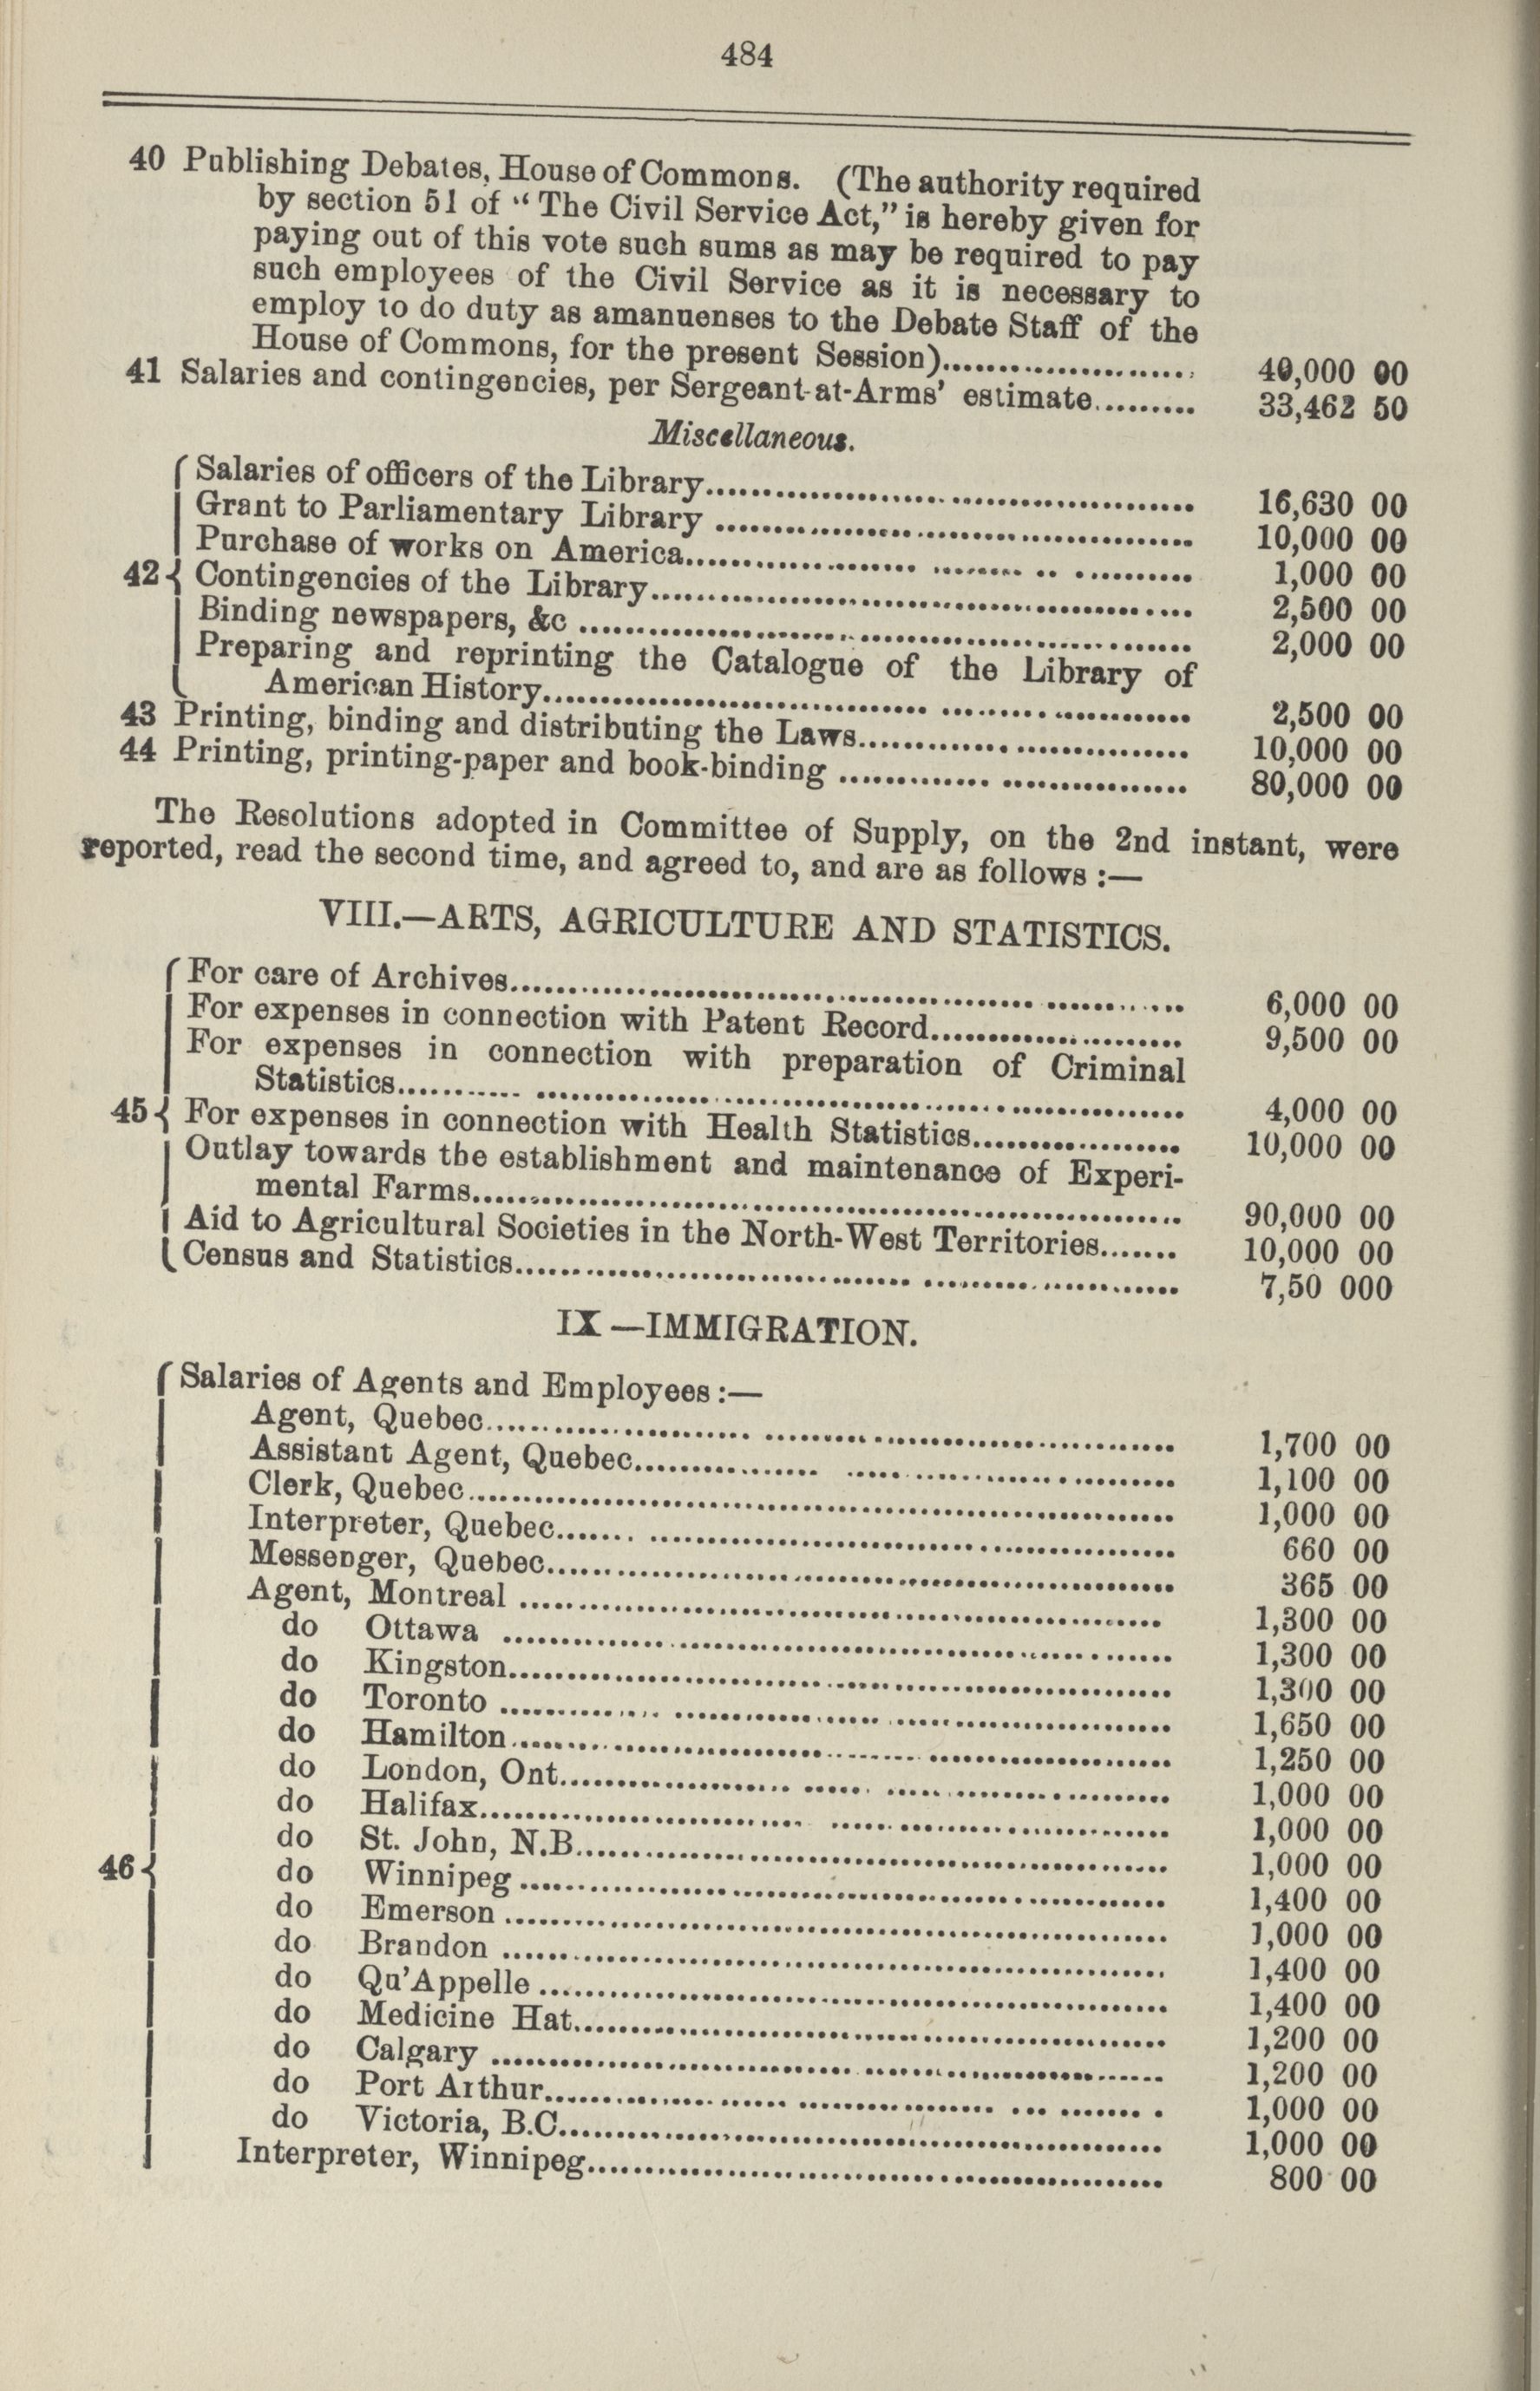 484
40 Publishing Debates, House of Commons. (The authority required
by section 51 of "The Civil Service Act," is hereby given for
paying out of this vote such sums as may be required to pay
such employees of the Civil Service as it is necessary to
employ to do duty as amanuenses to the Debate Staff of the
House of Commons, for the present Session)..................... 40,000 00
41 Salaries and contingencies, per Sergeant-at-Arms' estimate.......... 33,462 50
Miscellaneous.
Salaries of officers of the Library.................... 16,630 00
Grant to Parliamentary Library .................... 10,000 00
Purchase of works on America.................... 1,000 00
42 Contingencies of the Library.................... 2,500 00
Binding newspapers, &c .................... 2,000 00
Preparing and reprinting the Catalogue of the Library of
American History.................... 2,500 00
43 Printing, binding and distributing the Laws.................... 10,000 00
44 Printing, printing-paper and book-binding .................... 80,000 00
The Resolutions adopted in Committee of Supply, on the 2nd instant, were
reported, read the second time, and agreed to, and are as follows :—
VIII.—ARTS, AGRICULTURE AND STATISTICS.
For care of Archives.................... 6,000 00
For expenses in connection with Patent Record.................... 9,500 00
For expenses in connection with preparation of Criminal
Statistics.................... 4,000 00
45 For expenses in connection with Health Statistics.................... 10,000 00
Outlay towards the establishment and maintenance of Experi-
mental Farms.................... 90,000 00
Aid to Agricultural Societies in the North-West Territories....... 10,000 00
Census and Statistics.................... 7,50 000
IX —IMMIGRATION.
Salaries of Agents and Employees :—
Agent, Quebec.................... 1,700 00
Assistant Agent, Quebec.................... 1,100 00
Clerk, Quebec.................... 1,000 00
Interpreter, Quebec.................... 660 00
Messenger, Quebec.................... 365 00
Agent, Montreal .................... 1,300 00
do Ottawa .................... 1,300 00
do Kingston.................... 1,300 00
do Toronto .................... 1,650 00
do Hamilton.................... 1,250 00
do London, Ont.................... 1,000 00
do Halifax.................... 1,000 00
do St. John, N.B.................... 1,000 00
46 do Winnipeg .................... 1,400 00
do Emerson .................... 1,000 00
do Brandon .................... 1,400 00
do Qu'Appelle .................... 1,400 00
do Medicine Hat.................... 1,200 00
do Calgary .................... 1,200 00
do Port Arthur.................... 1,000 00
do Victoria, B.C.................... 1,000 00
Interpreter, Winnipeg.................... 800 00